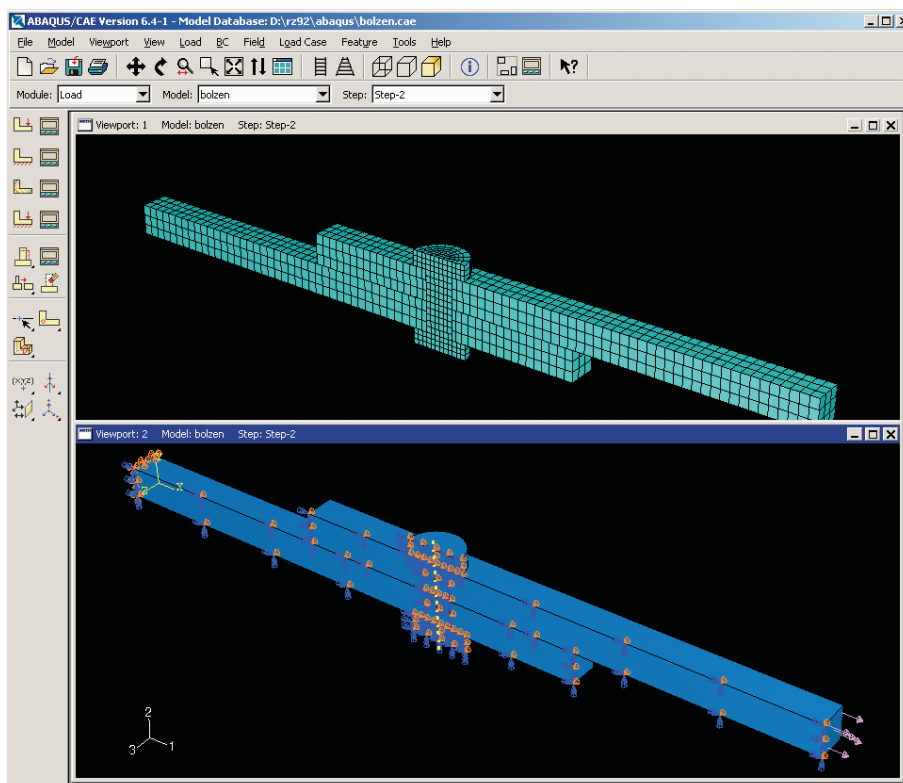 ABAQUS/CAE Version 6.4-1 - Model Database: D:\rz92\abaqus\bolzen.cae
File Model Viewport View Load BC Field Load Case Feature Tools Help
Module: Load Model: bolzen Step: Step-2
Viewport: 1 Model: bolzen Step: Step-2
(XYZ)
Viewport: 2 Model: bolzen Step: Step-2
Z X
2
3 1